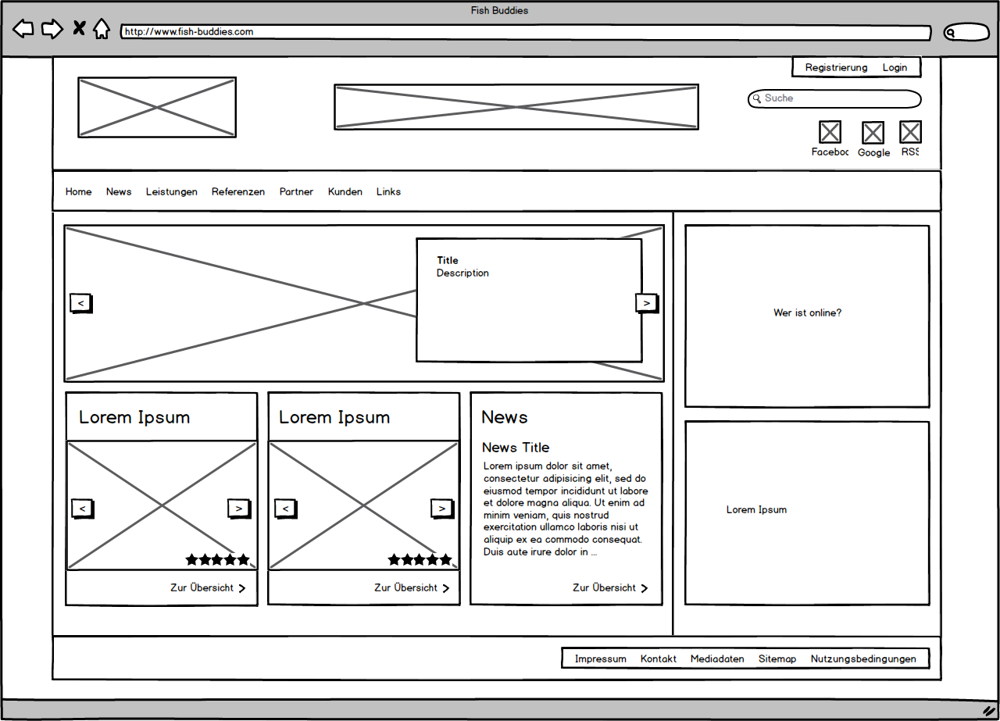 Fish Buddies
http://www.fish-buddies.com
Registrierung Login
Suche
Faceboo Google RSS
Home News Leistungen Referenzen Partner Kunden Links
Title
Description
< >
Wer ist online?
Lorem Ipsum
< >
Zur Übersicht >
Lorem Ipsum
< >
Zur Übersicht >
News
News Title
Lorem ipsum dolor sit amet,
consectetur adipisicing elit, sed do
eiusmod tempor incididunt ut labore
et dolore magna aliqua. Ut enim ad
minim veniam, quis nostrud
exercitation ullamco laboris nisi ut
aliquip ex ea commodo consequat.
Duis aute irure dolor in ...
Zur Übersicht >
Lorem Ipsum
Impressum Kontakt Mediadaten Sitemap Nutzungsbedingungen